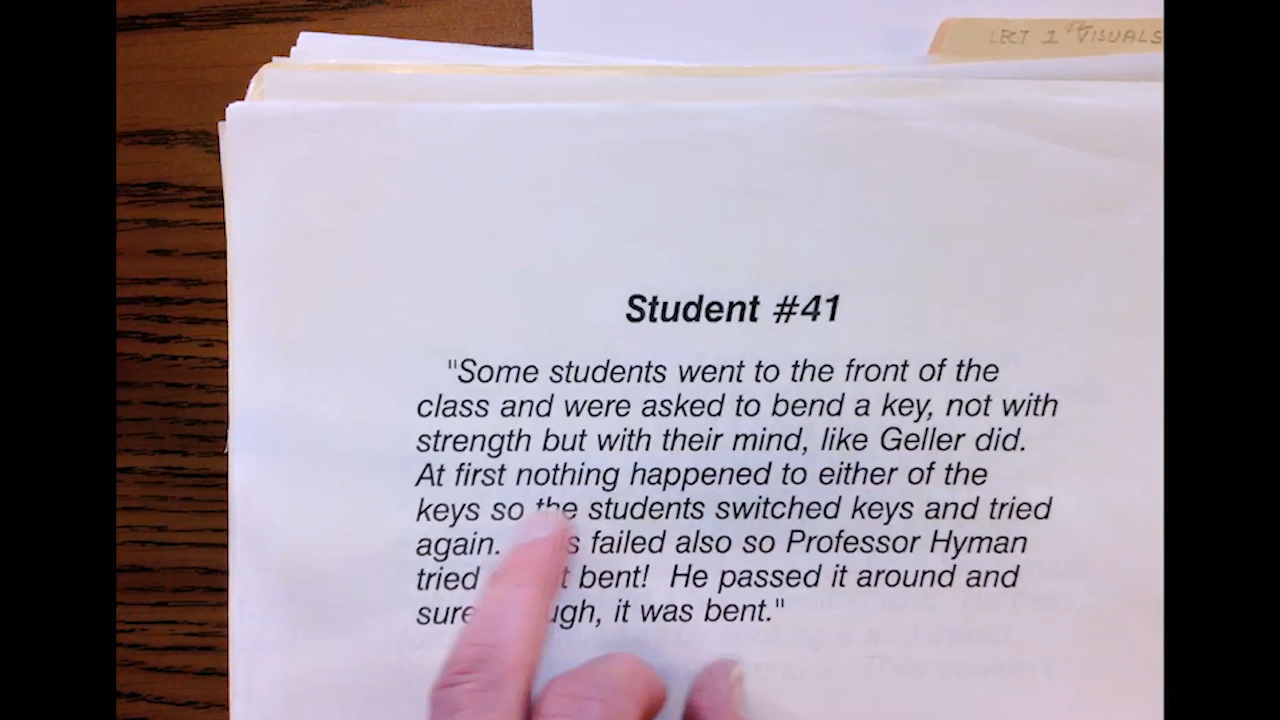 LECT 1 VISUALS
Student #41
"Some students went to the front of the
class and were asked to bend a key, not with
strength but with their mind, like Geller did.
At first nothing happened to either of the
keys so the students switched keys and tried
again. failed also so Professor Hyman
tried bent! He passed it around and
sure it was bent."